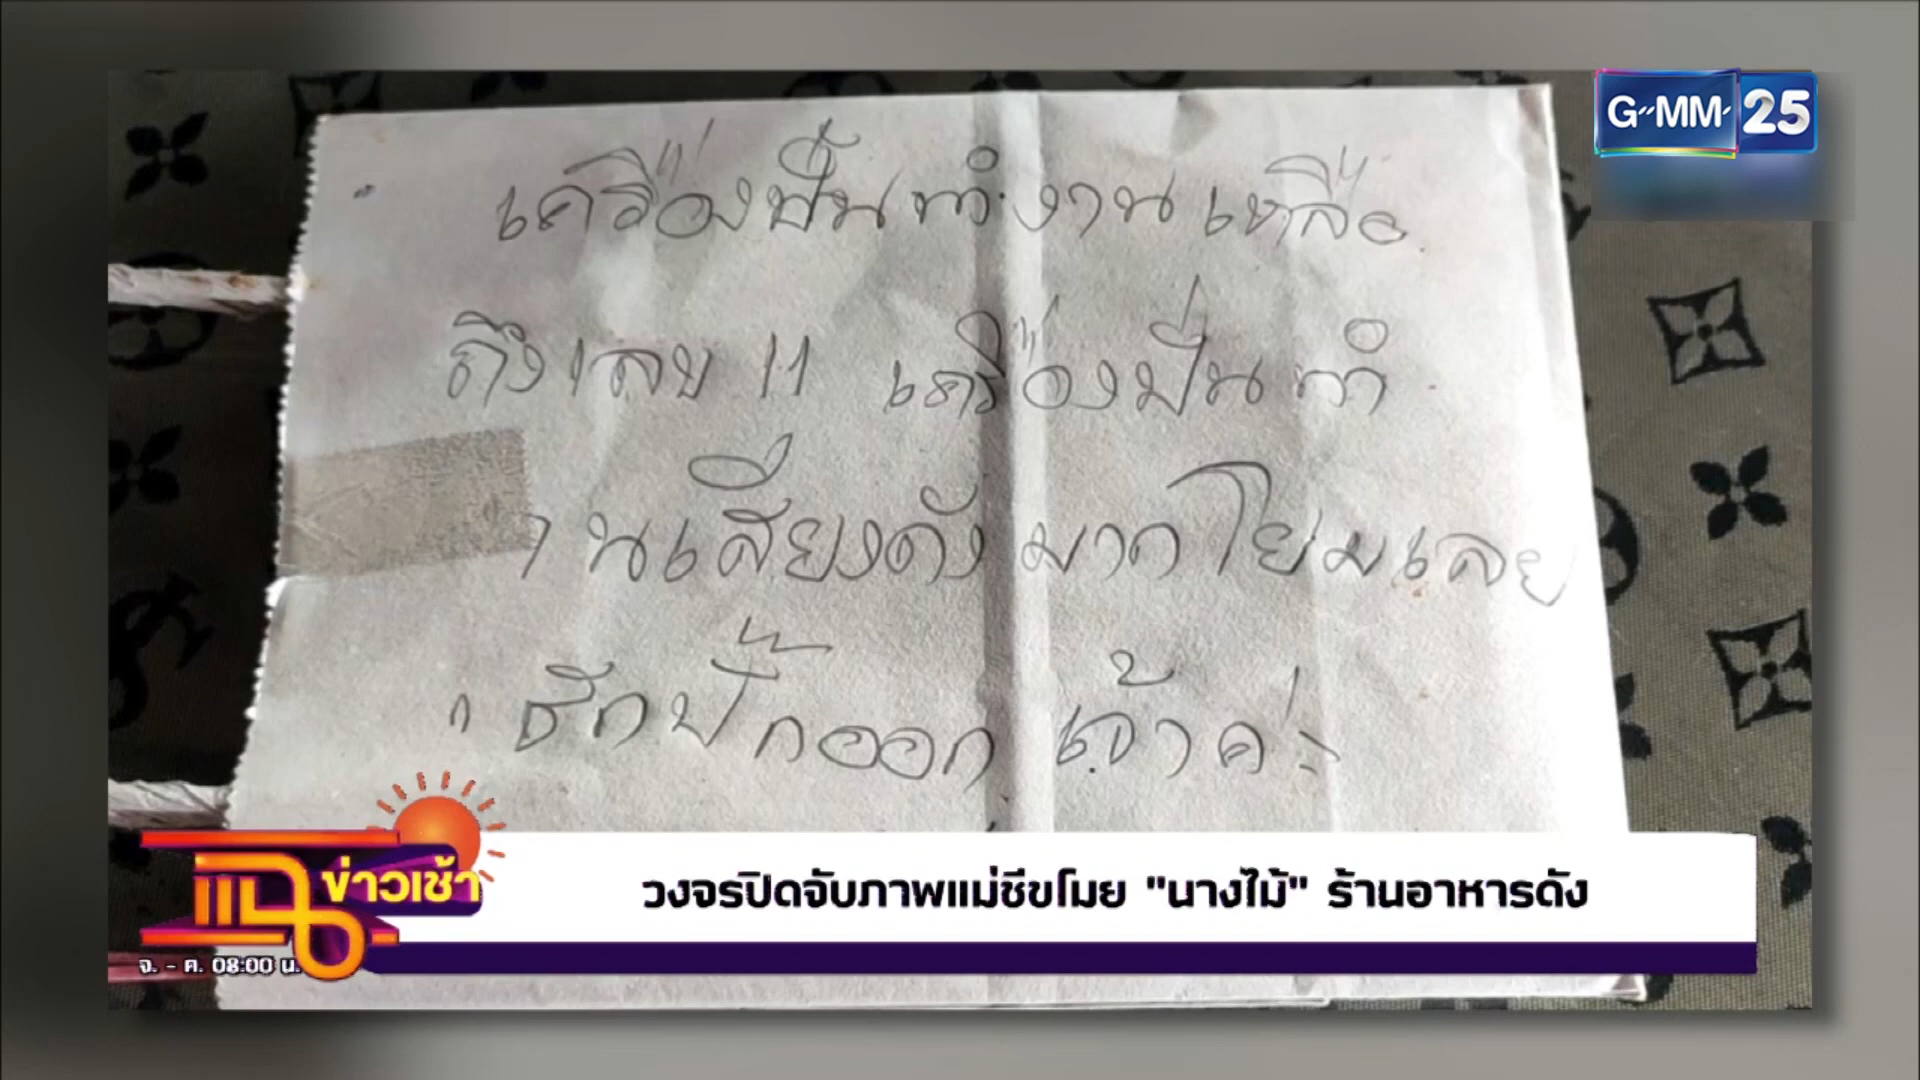 G-MM- 25
เครื่องปั่นทำงานเหลือ
ถึงเลย !! เครื่องปั่นทำ
านเสียงดังมากโยมเลย
ชักปลั๊กออกเจ้าค่ะ
แฉ ข่าวเช้า
วงจรปิดจับภาพแม่ชีขโมย "นางไม้" ร้านอาหารดัง
จ. - ศ. 08:00 น.